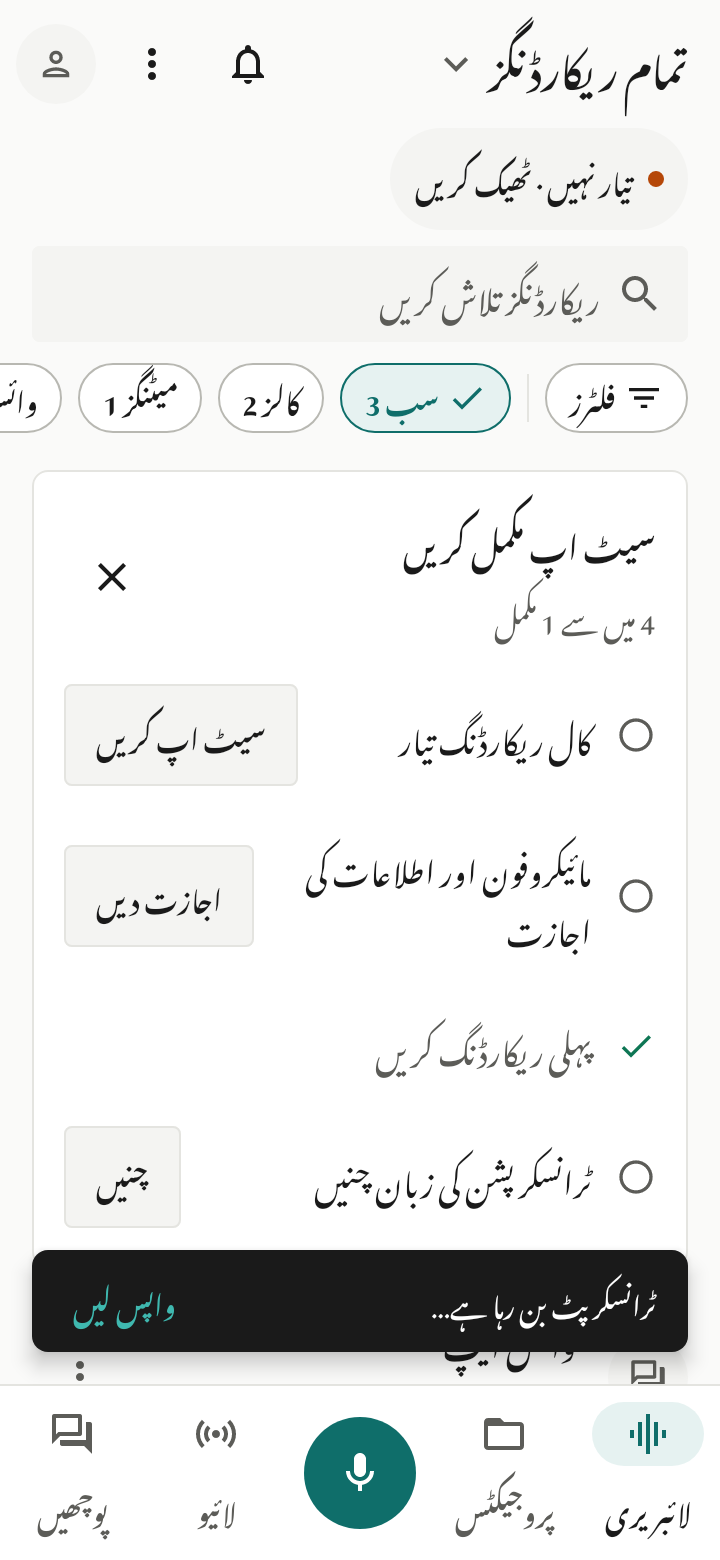 تمام ریکارڈنگز
تیار نہیں · ٹھیک کریں
ریکارڈنگز تلاش کریں
فلٹرز
سب 3
کالز 2
میٹنگز 1
سیٹ اپ مکمل کریں
4 میں سے 1 مکمل
کال ریکارڈنگ تیار
سیٹ اپ کریں
مائیکروفون اور اطلاعات کی
اجازت
اجازت دیں
پہلی ریکارڈنگ کریں
ٹرانسکرپشن کی زبان چنیں
چنیں
ٹرانسکرپٹ بن رہا ہے...
واپس لیں
لائبریری
پروجیکٹس
لائیو
پوچھیں